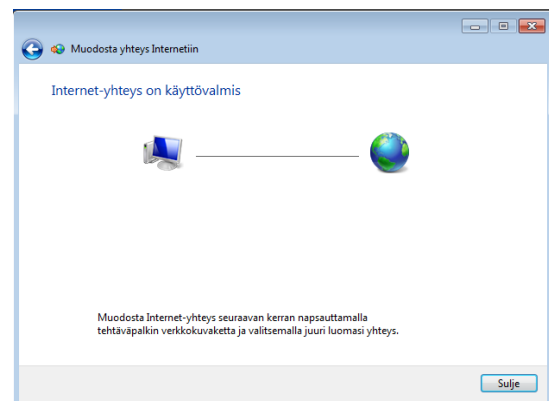 Muodosta yhteys Internetiin
Internet-yhteys on käyttövalmis
Muodosta Internet-yhteys seuraavan kerran napsauttamalla
tehtäväpalkin verkkokuvaketta ja valitsemalla juuri luomasi yhteys.
Sulje